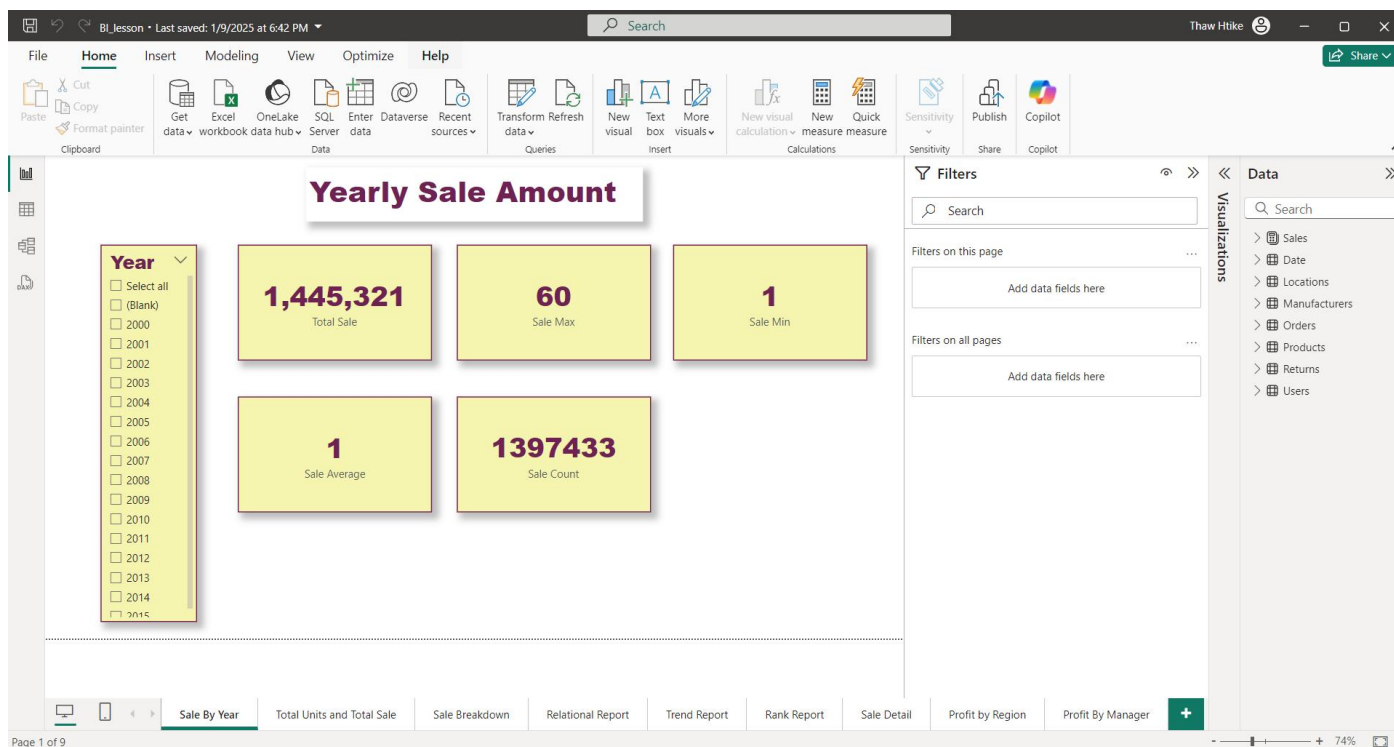 BI_lesson • Last saved: 1/9/2025 at 6:42 PM
Search
Thaw Htike
File
Home
Insert
Modeling
View
Optimize
Help
Share
Paste
Cut
Copy
Format painter
Clipboard
Get data
Excel workbook
OneLake data hub
SQL Server
Enter data
Dataverse
Recent sources
Data
Transform data
Refresh
Queries
New visual
Text box
More visuals
Insert
New visual calculation
New measure
Quick measure
Calculations
Sensitivity
Sensitivity
Publish
Share
Copilot
Copilot
Yearly Sale Amount
Year
Select all
(Blank)
2000
2001
2002
2003
2004
2005
2006
2007
2008
2009
2010
2011
2012
2013
2014
2015
1,445,321
Total Sale
60
Sale Max
1
Sale Min
1
Sale Average
1397433
Sale Count
Filters
Search
Filters on this page
Add data fields here
Filters on all pages
Add data fields here
Visualizations
Data
Search
Sales
Date
Locations
Manufacturers
Orders
Products
Returns
Users
Sale By Year
Total Units and Total Sale
Sale Breakdown
Relational Report
Trend Report
Rank Report
Sale Detail
Profit by Region
Profit By Manager
Page 1 of 9
74%